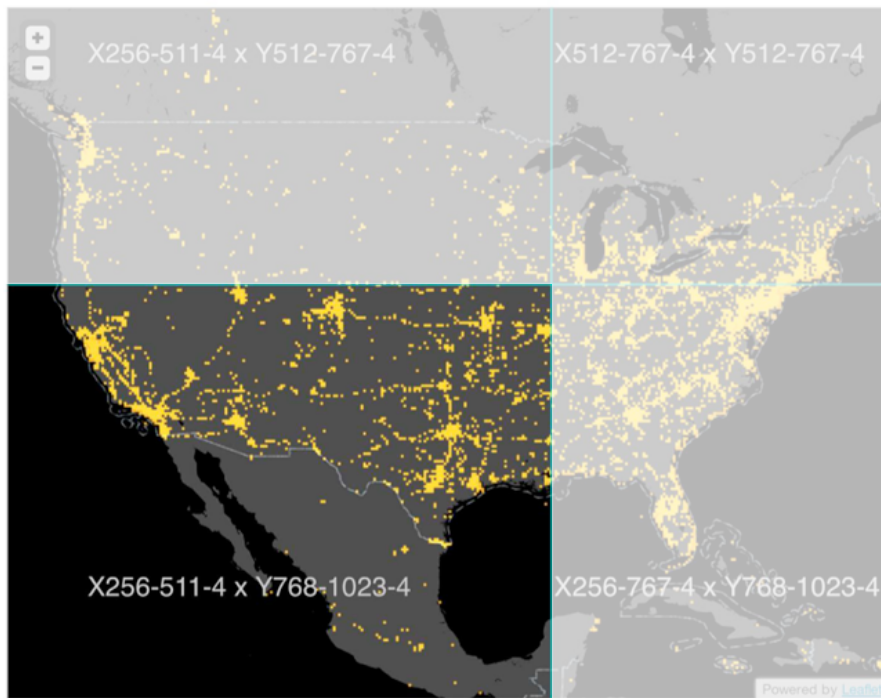 +
−
X256-511-4 x Y512-767-4
X512-767-4 x Y512-767-4
X256-511-4 x Y768-1023-4
X256-767-4 x Y768-1023-4
Powered by Leaflet